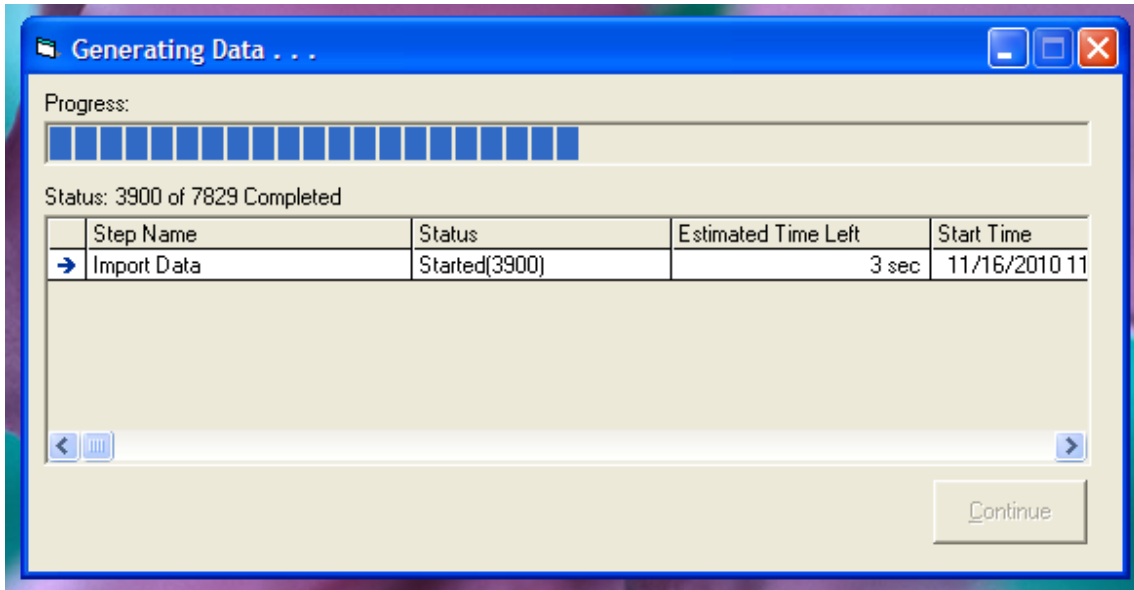 Generating Data . . .
Progress:
Status: 3900 of 7829 Completed
Step Name Status Estimated Time Left Start Time
Import Data Started(3900) 3 sec 11/16/2010 11
Continue